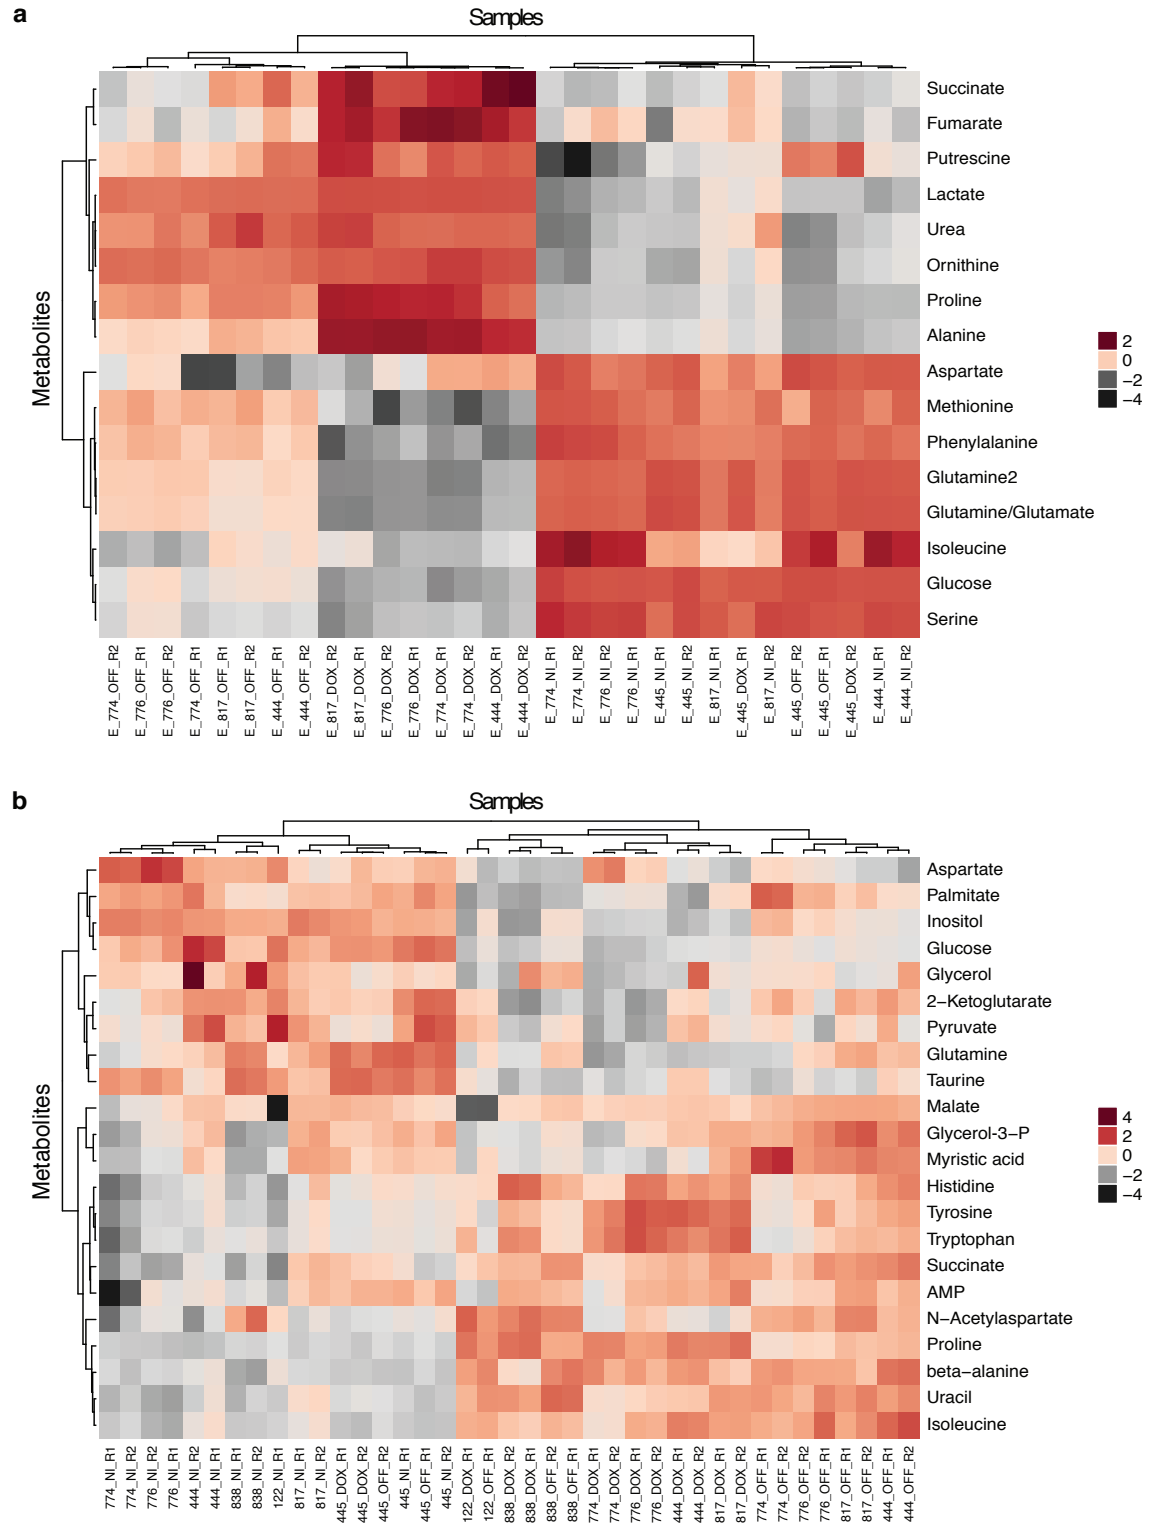 a
Samples
Metabolites
Succinate
Fumarate
Putrescine
Lactate
Urea
Ornithine
Proline
Alanine
Aspartate
Methionine
Phenylalanine
Glutamine2
Glutamine/Glutamate
Isoleucine
Glucose
Serine
2
0
−2
−4
E_774_OFF_R2
E_776_OFF_R1
E_776_OFF_R2
E_774_OFF_R1
E_817_OFF_R1
E_817_OFF_R2
E_444_OFF_R1
E_444_OFF_R2
E_817_DOX_R2
E_817_DOX_R1
E_776_DOX_R2
E_776_DOX_R1
E_774_DOX_R1
E_774_DOX_R2
E_444_DOX_R1
E_444_DOX_R2
E_774_NI_R1
E_774_NI_R2
E_776_NI_R2
E_776_NI_R1
E_445_NI_R1
E_445_NI_R2
E_817_NI_R1
E_445_DOX_R1
E_817_NI_R2
E_445_OFF_R2
E_445_OFF_R1
E_445_DOX_R2
E_444_NI_R1
E_444_NI_R2
b
Samples
Metabolites
Aspartate
Palmitate
Inositol
Glucose
Glycerol
2−Ketoglutarate
Pyruvate
Glutamine
Taurine
Malate
Glycerol-3−P
Myristic acid
Histidine
Tyrosine
Tryptophan
Succinate
AMP
N−Acetylaspartate
Proline
beta−alanine
Uracil
Isoleucine
4
2
0
−2
−4
774_NI_R1
774_NI_R2
776_NI_R2
776_NI_R1
444_NI_R2
444_NI_R1
838_NI_R1
838_NI_R2
122_NI_R1
817_NI_R1
817_NI_R2
445_DOX_R1
445_DOX_R2
445_OFF_R2
445_NI_R1
445_OFF_R1
445_NI_R2
122_DOX_R1
122_OFF_R1
838_DOX_R2
838_DOX_R1
838_OFF_R2
838_OFF_R1
774_DOX_R1
774_DOX_R2
776_DOX_R1
776_DOX_R2
444_DOX_R2
444_DOX_R1
817_DOX_R1
817_DOX_R2
774_OFF_R1
774_OFF_R2
776_OFF_R2
776_OFF_R1
817_OFF_R1
817_OFF_R2
444_OFF_R1
444_OFF_R2